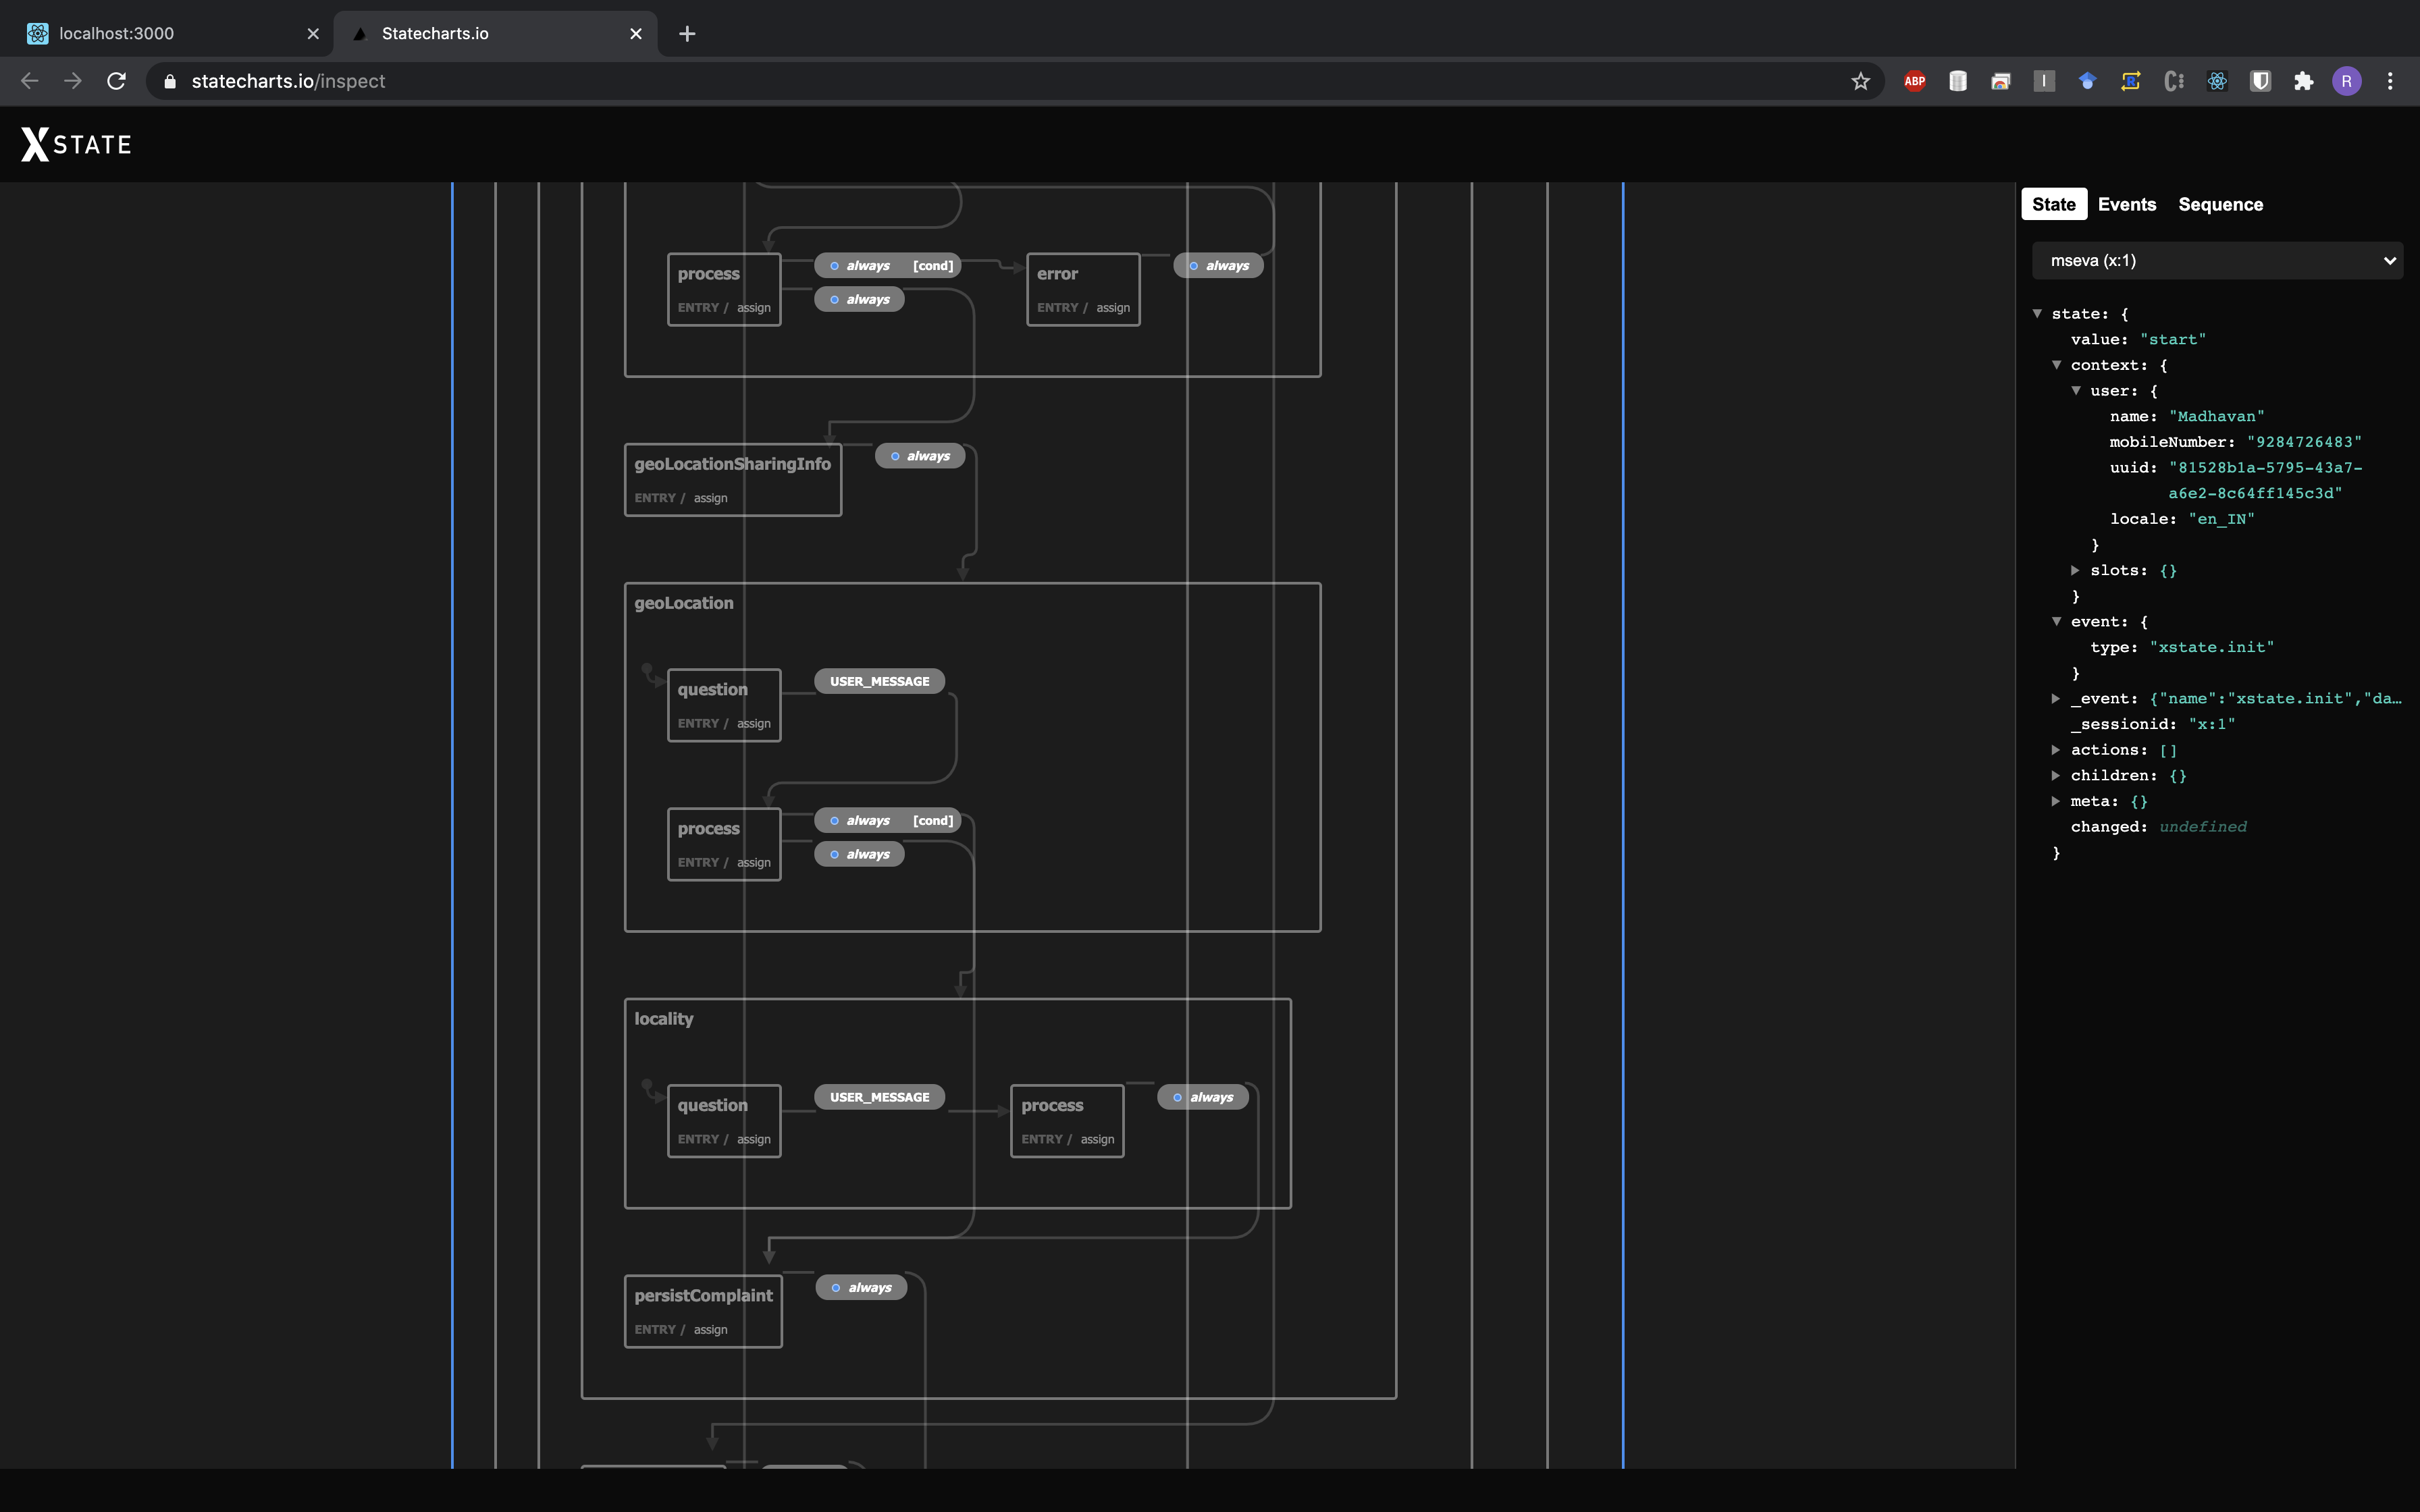 localhost:3000
Statecharts.io
statecharts.io/inspect
ABP
R
XSTATE
process
ENTRY / assign
always [cond]
always
error
ENTRY / assign
always
geoLocationSharingInfo
ENTRY / assign
always
geoLocation
question
ENTRY / assign
USER_MESSAGE
process
ENTRY / assign
always [cond]
always
locality
question
ENTRY / assign
USER_MESSAGE
process
ENTRY / assign
always
persistComplaint
ENTRY / assign
always
State Events Sequence
mseva (x:1)
state: {
value: "start"
context: {
user: {
name: "Madhavan"
mobileNumber: "9284726483"
uuid: "81528b1a-5795-43a7-
a6e2-8c64ff145c3d"
locale: "en_IN"
}
slots: {}
}
event: {
type: "xstate.init"
}
_event: {"name":"xstate.init","da…
_sessionid: "x:1"
actions: []
children: {}
meta: {}
changed: undefined
}